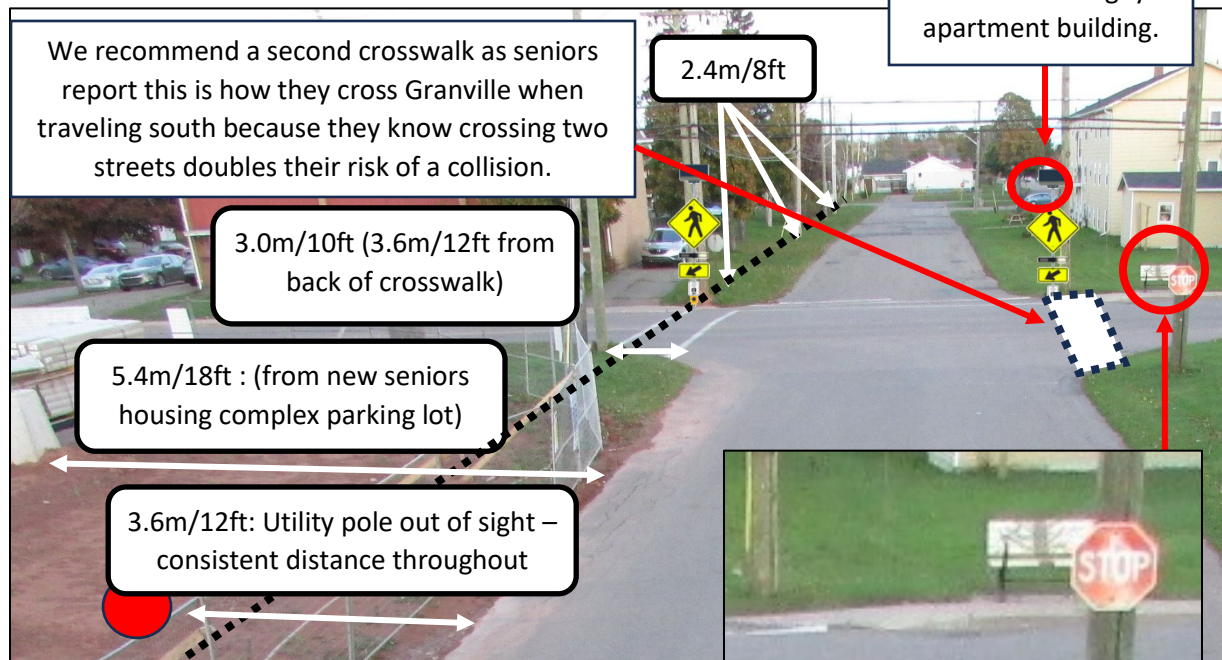 apartment building.
We recommend a second crosswalk as seniors
report this is how they cross Granville when
traveling south because they know crossing two
streets doubles their risk of a collision.
2.4m/8ft
3.0m/10ft (3.6m/12ft from
back of crosswalk)
5.4m/18ft : (from new seniors
housing complex parking lot)
3.6m/12ft: Utility pole out of sight –
consistent distance throughout
STOP
STOP